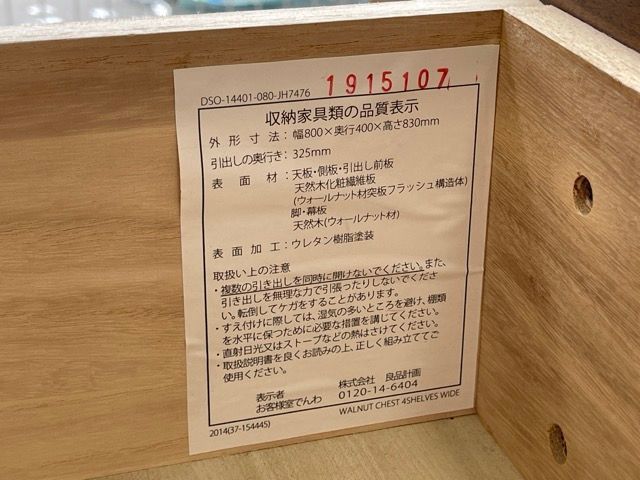 DSO-14401-080-JH7476
1915107
収納家具類の品質表示
外形寸法：幅800×奥行400×高さ830mm
引出しの奥行き：325mm
表面材：天板・側板・引出し前板
天然木化粧繊維板
(ウォールナット材突板フラッシュ構造体)
脚・幕板
天然木(ウォールナット材)
表面加工：ウレタン樹脂塗装
取扱い上の注意
・複数の引き出しを同時に開けないでください。また、
引き出しを無理な力で引張ったりしないでくださ
い。転倒してケガをすることがあります。
・すえ付けに際しては、湿気の多いところを避け、棚類
を水平に保つために必要な措置を講じてください。
・直射日光又はストーブなどの熱はさけてください。
・取扱説明書を良くお読みの上、正しく組み立ててご
使用ください。
表示者 株式会社 良品計画
お客様室でんわ 0120-14-6404
2014(37-154445)
WALNUT CHEST 4SHELVES WIDE